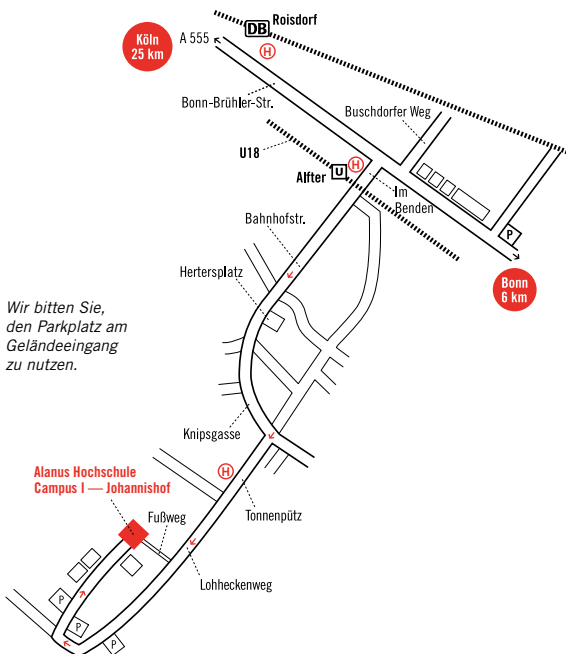 DB Roisdorf
Köln
25 km
A 555
H
Bonn-Brühler-Str.
Buschdorfer Weg
U18
H
Alfter U
Im
Benden
P
Bahnhofstr.
Bonn
6 km
Hertersplatz
Wir bitten Sie,
den Parkplatz am
Geländeeingang
zu nutzen.
Knipsgasse
H
Alanus Hochschule
Campus I — Johannishof
Tonnenpütz
Fußweg
Lohheckenweg
P
P
P